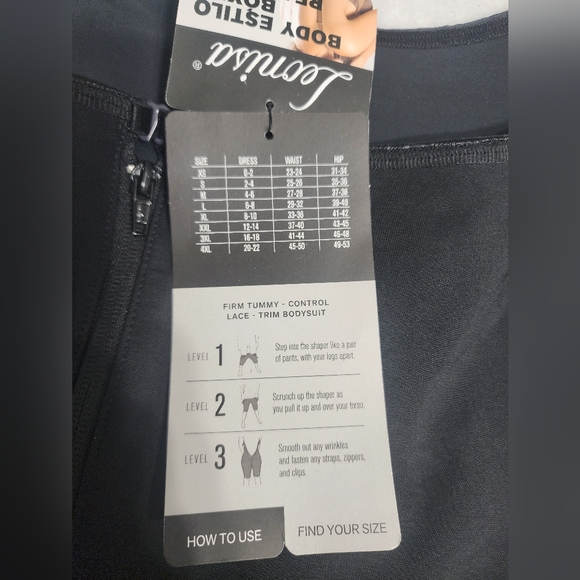 BODY ESTILO
BOX
Leonisa®
SIZE DRESS WAIST HIP
XS 0-2 23-24 31-34
S 2-4 25-26 35-36
M 4-6 27-28 37-38
L 6-8 29-32 39-40
XL 8-10 33-36 41-42
XXL 12-14 37-40 43-45
3XL 16-18 41-44 46-48
4XL 20-22 45-50 49-53
FIRM TUMMY - CONTROL
LACE - TRIM BODYSUIT
LEVEL 1
Step into the shaper like a pair
of pants, with your legs apart.
LEVEL 2
Scrunch up the shaper as
you pull it up and over your torso.
LEVEL 3
Smooth out any wrinkles
and fasten any straps, zippers,
and clips.
HOW TO USE
FIND YOUR SIZE